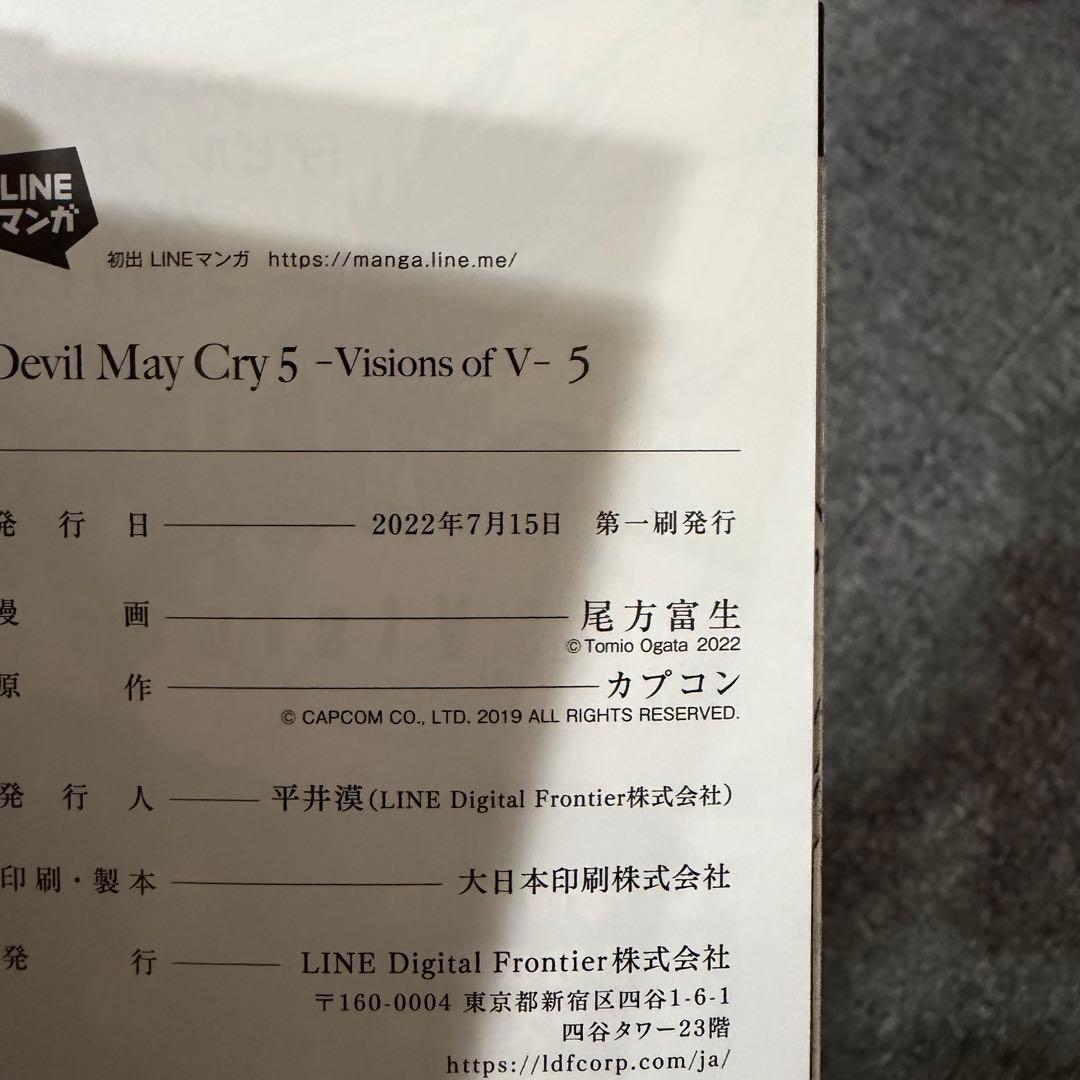 LINE
マンガ
初出 LINEマンガ https://manga.line.me/
Devil May Cry 5 -Visions of V- 5
発行日 2022年7月15日 第一刷発行
漫画 尾方富生
©Tomio Ogata 2022
原作 カプコン
© CAPCOM CO., LTD. 2019 ALL RIGHTS RESERVED.
発行人 平井漠(LINE Digital Frontier株式会社)
印刷・製本 大日本印刷株式会社
発行 LINE Digital Frontier株式会社
〒160-0004 東京都新宿区四谷1-6-1
四谷タワー23階
https://ldfcorp.com/ja/